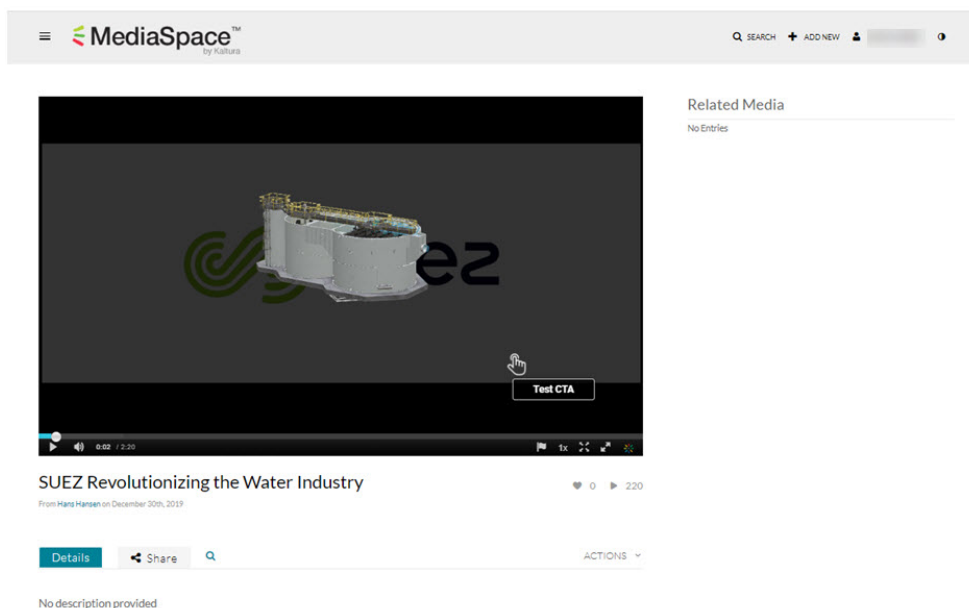 MediaSpace™
by Kaltura
SEARCH ADD NEW
Related Media
No Entries
ez
Test CTA
0:02 / 2:20 1x
SUEZ Revolutionizing the Water Industry
0 220
From Hans Hansen on December 30th, 2019
Details Share ACTIONS
No description provided